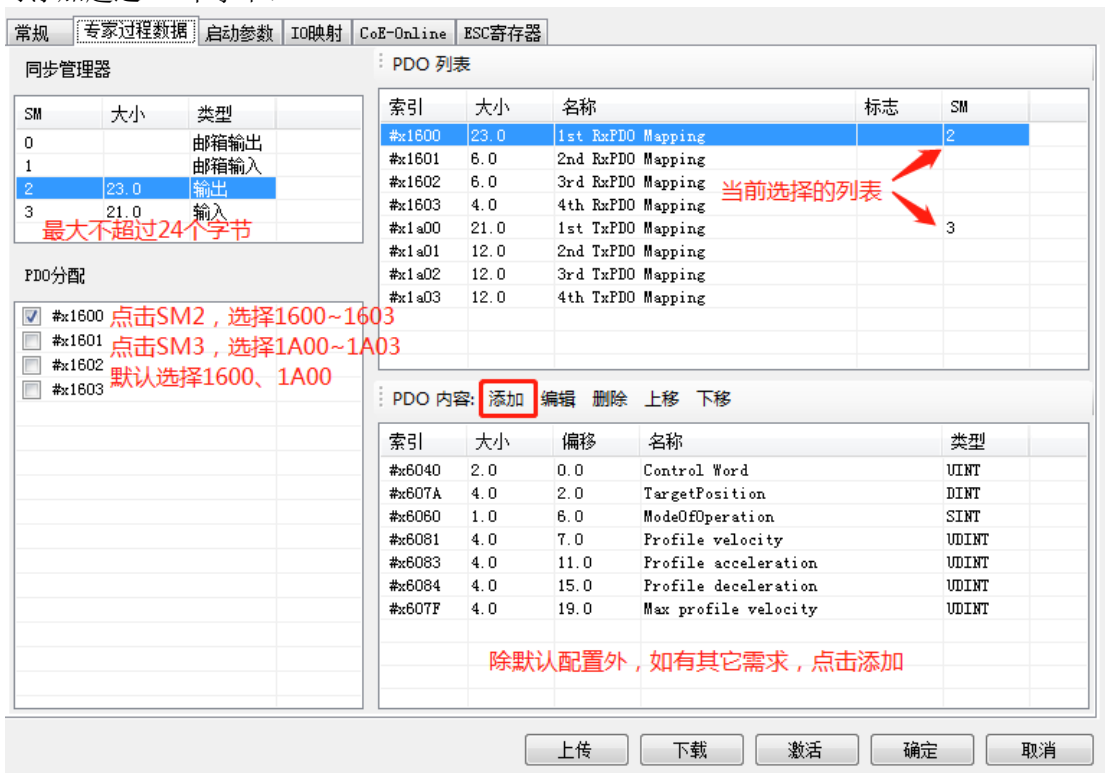 常规 专家过程数据 启动参数 IO映射 CoE-Online ESC寄存器
同步管理器
SM 大小 类型
0 邮箱输出
1 邮箱输入
2 23.0 输出
3 21.0 输入
最大不超过24个字节
PDO分配
#x1600
#x1601
#x1602
#x1603
点击SM2，选择1600~1603
点击SM3，选择1A00~1A03
默认选择1600、1A00
PDO 列表
索引 大小 名称 标志 SM
#x1600 23.0 1st RxPDO Mapping 2
#x1601 6.0 2nd RxPDO Mapping
#x1602 6.0 3rd RxPDO Mapping
#x1603 4.0 4th RxPDO Mapping
#x1a00 21.0 1st TxPDO Mapping 3
#x1a01 12.0 2nd TxPDO Mapping
#x1a02 12.0 3rd TxPDO Mapping
#x1a03 12.0 4th TxPDO Mapping
当前选择的列表
PDO 内容: 添加 编辑 删除 上移 下移
索引 大小 偏移 名称 类型
#x6040 2.0 0.0 Control Word UINT
#x607A 4.0 2.0 TargetPosition DINT
#x6060 1.0 6.0 ModeOfOperation SINT
#x6081 4.0 7.0 Profile velocity UDINT
#x6083 4.0 11.0 Profile acceleration UDINT
#x6084 4.0 15.0 Profile deceleration UDINT
#x607F 4.0 19.0 Max profile velocity UDINT
除默认配置外，如有其它需求，点击添加
上传 下载 激活 确定 取消